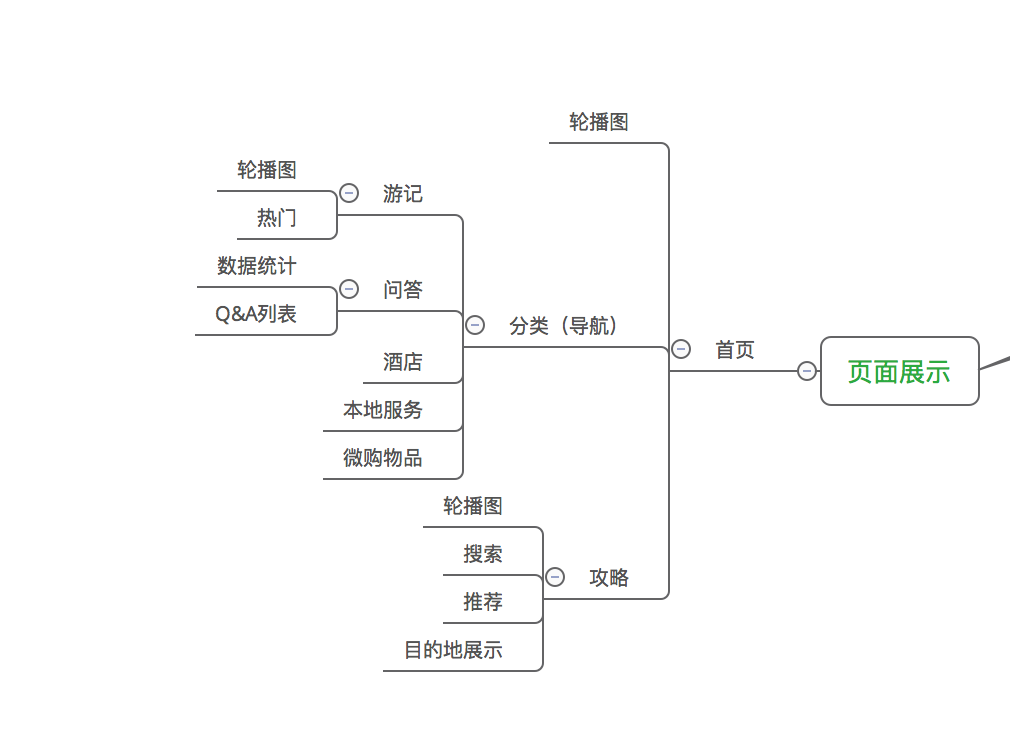 轮播图
轮播图
游记
热门
数据统计
问答
Q&A列表
分类（导航）
首页
酒店
页面展示
本地服务
微购物品
轮播图
搜索
攻略
推荐
目的地展示